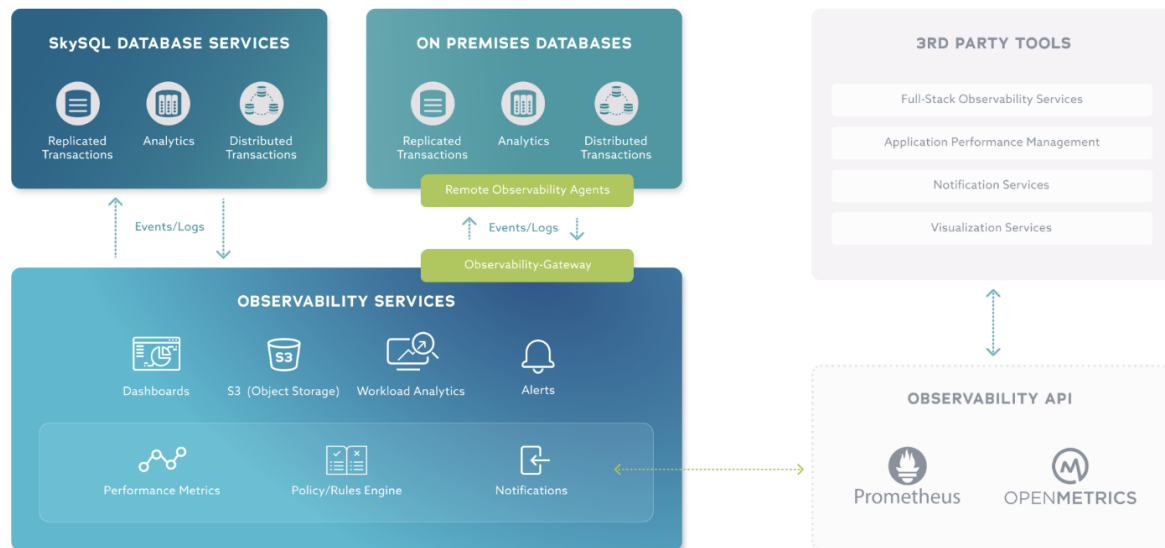 SkySQL DATABASE SERVICES
Replicated
Transactions
Analytics
Distributed
Transactions
ON PREMISES DATABASES
Replicated
Transactions
Analytics
Distributed
Transactions
Remote Observability Agents
Events/Logs
Events/Logs
Observability-Gateway
OBSERVABILITY SERVICES
Dashboards
S3
S3 (Object Storage)
Workload Analytics
Alerts
Performance Metrics
Policy/Rules Engine
Notifications
3RD PARTY TOOLS
Full-Stack Observability Services
Application Performance Management
Notification Services
Visualization Services
OBSERVABILITY API
Prometheus
OPENMETRICS